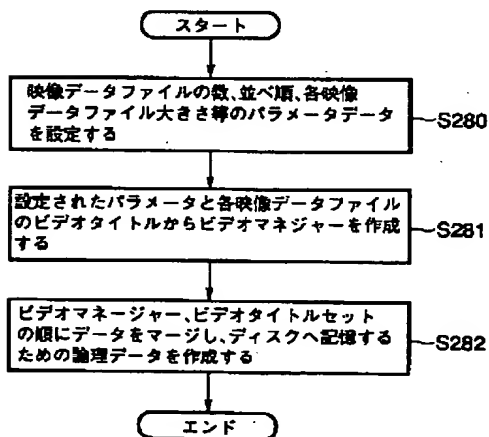 スタート
映像データファイルの数、並べ順、各映像
データファイル大きさ等のパラメータデータ
を設定する
S280
設定されたパラメータと各映像データファイル
のビデオタイトルからビデオマネジャーを作成
する
S281
ビデオマネージャー、ビデオタイトルセット
の順にデータをマージし、ディスクへ記憶する
ための論理データを作成する
S282
エンド